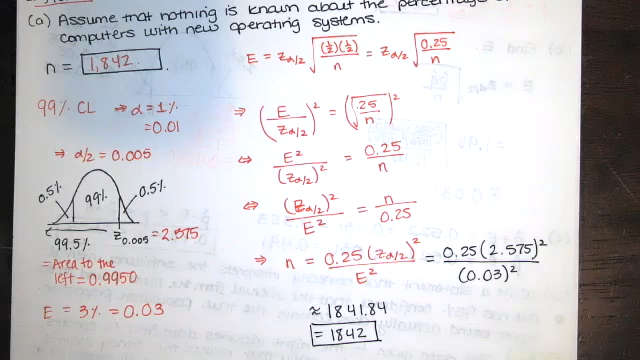 (a) Assume that nothing is known about the percentage of
computers with new operating systems.
n = 1,842.
E = z_{α/2} √((½)(½)/n) = z_{α/2} √(0.25/n)
99% CL ⇒ α = 1%
= 0.01
⇒ (E/z_{α/2})² = (√(.25/n))²
⇒ α/2 = 0.005
⇔ E²/(z_{α/2})² = 0.25/n
0.5% 99% 0.5%
⇔ (z_{α/2})²/E² = n/0.25
99.5% z_{0.005} = 2.575
= Area to the
left = 0.9950
⇒ n = 0.25(z_{α/2})²/E² = 0.25(2.575)²/(0.03)²
E = 3% = 0.03
≈ 1841.84
= 1842